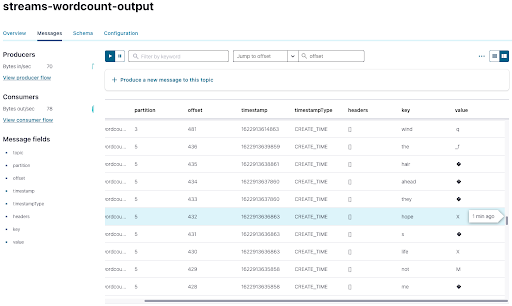 streams-wordcount-output
Overview Messages Schema Configuration
Producers
Bytes in/sec 70
View producer flow
Consumers
Bytes out/sec 78
View consumer flow
Message fields
topic
partition
offset
timestamp
timestampType
headers
key
value
Filter by keyword Jump to offset offset
+ Produce a new message to this topic
partition offset timestamp timestampType headers key value
ordcou... 3 481 1622913614863 CREATE_TIME [] wind q
ordcou... 5 436 1622913639859 CREATE_TIME [] the
ordcou... 5 435 1622913638861 CREATE_TIME [] hair �
ordcou... 5 434 1622913637860 CREATE_TIME [] ahead �
ordcou... 5 433 1622913637860 CREATE_TIME [] they �
ordcou... 5 432 1622913636863 CREATE_TIME [] hope X 1 min ago
ordcou... 5 431 1622913636863 CREATE_TIME [] s �
ordcou... 5 430 1622913636863 CREATE_TIME [] life X
ordcou... 5 429 1622913635858 CREATE_TIME [] not M
ordcou... 5 428 1622913635858 CREATE_TIME [] me �